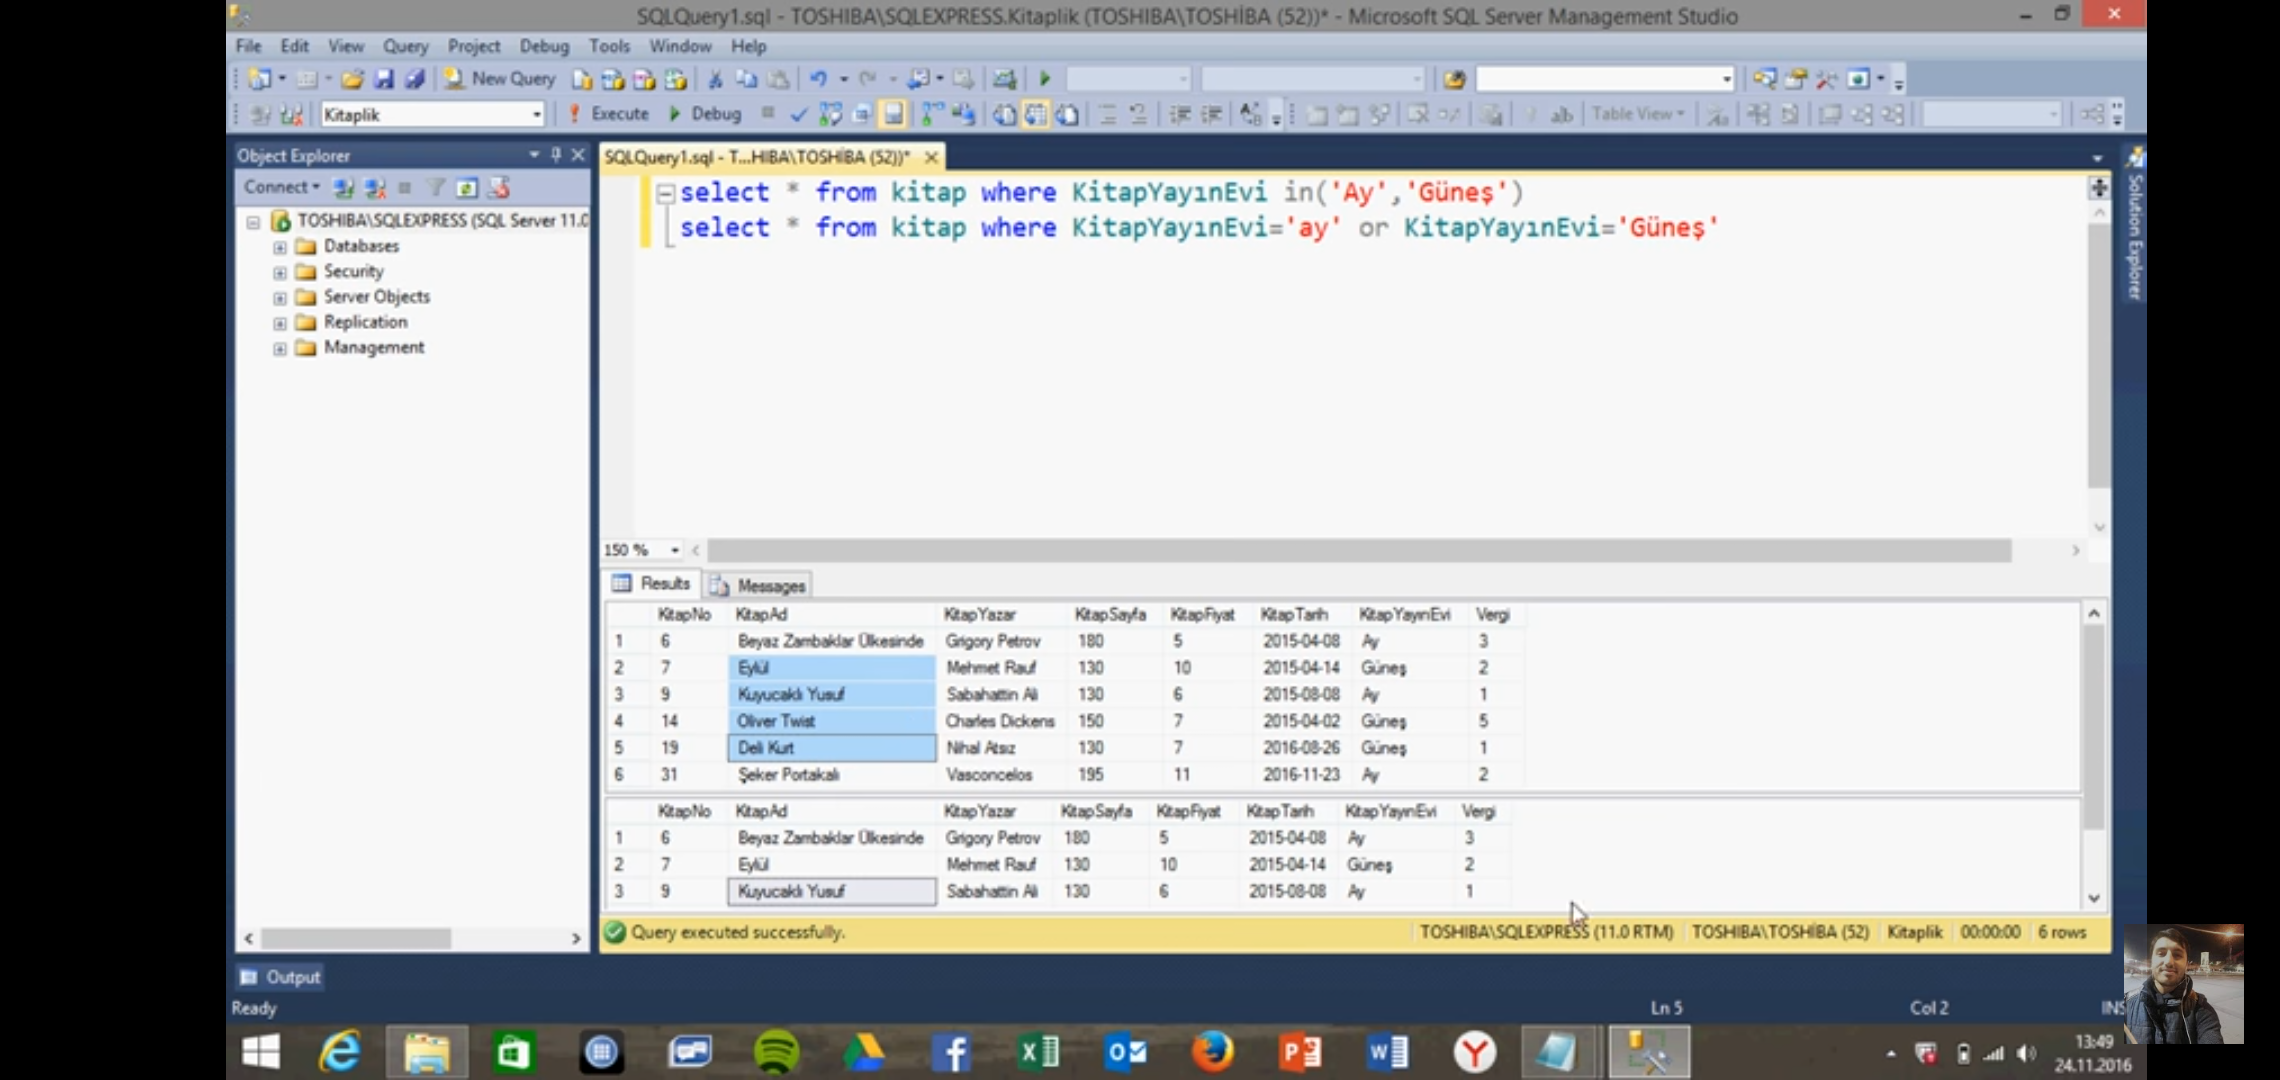 SQLQuery1.sql - TOSHIBA\SQLEXPRESS.Kitaplik (TOSHIBA\TOSHİBA (52))* - Microsoft SQL Server Management Studio
File Edit View Query Project Debug Tools Window Help
New Query
Kitaplik Execute Debug Table View
Object Explorer
SQLQuery1.sql - T...HIBA\TOSHİBA (52))*
Connect
TOSHIBA\SQLEXPRESS (SQL Server 11.0
Databases
Security
Server Objects
Replication
Management
select * from kitap where KitapYayınEvi in('Ay','Güneş')
select * from kitap where KitapYayınEvi='ay' or KitapYayınEvi='Güneş'
Solution Explorer
150 %
Results Messages
KitapNo KitapAd KitapYazar KitapSayfa KitapFiyat KitapTarih KitapYayınEvi Vergi
1 6 Beyaz Zambaklar Ülkesinde Grigory Petrov 180 5 2015-04-08 Ay 3
2 7 Eylül Mehmet Rauf 130 10 2015-04-14 Güneş 2
3 9 Kuyucaklı Yusuf Sabahattin Ali 130 6 2015-08-08 Ay 1
4 14 Oliver Twist Charles Dickens 150 7 2015-04-02 Güneş 5
5 19 Deli Kurt Nihal Atsız 130 7 2016-08-26 Güneş 1
6 31 Şeker Portakalı Vasconcelos 195 11 2016-11-23 Ay 2
KitapNo KitapAd KitapYazar KitapSayfa KitapFiyat KitapTarih KitapYayınEvi Vergi
1 6 Beyaz Zambaklar Ülkesinde Grigory Petrov 180 5 2015-04-08 Ay 3
2 7 Eylül Mehmet Rauf 130 10 2015-04-14 Güneş 2
3 9 Kuyucaklı Yusuf Sabahattin Ali 130 6 2015-08-08 Ay 1
Query executed successfully. TOSHIBA\SQLEXPRESS (11.0 RTM) TOSHIBA\TOSHİBA (52) Kitaplik 00:00:00 6 rows
Output
Ready Ln 5 Col 2 INS
13:49
24.11.2016